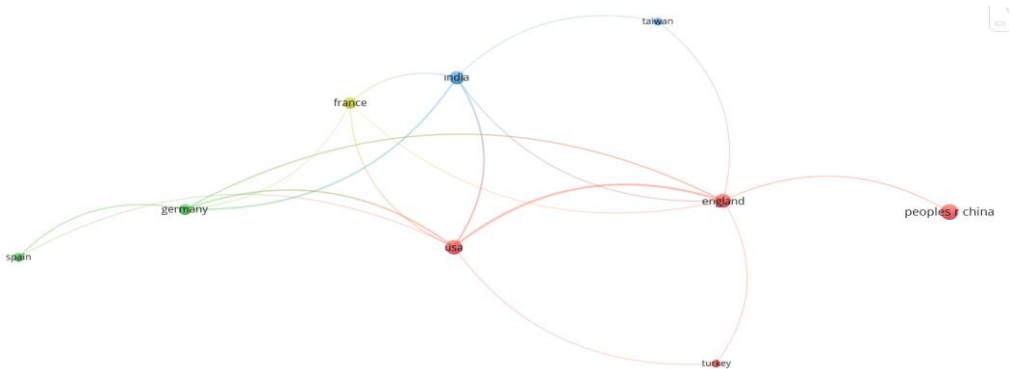 taiwan
india
france
england
germany
peoples r china
usa
spain
turkey